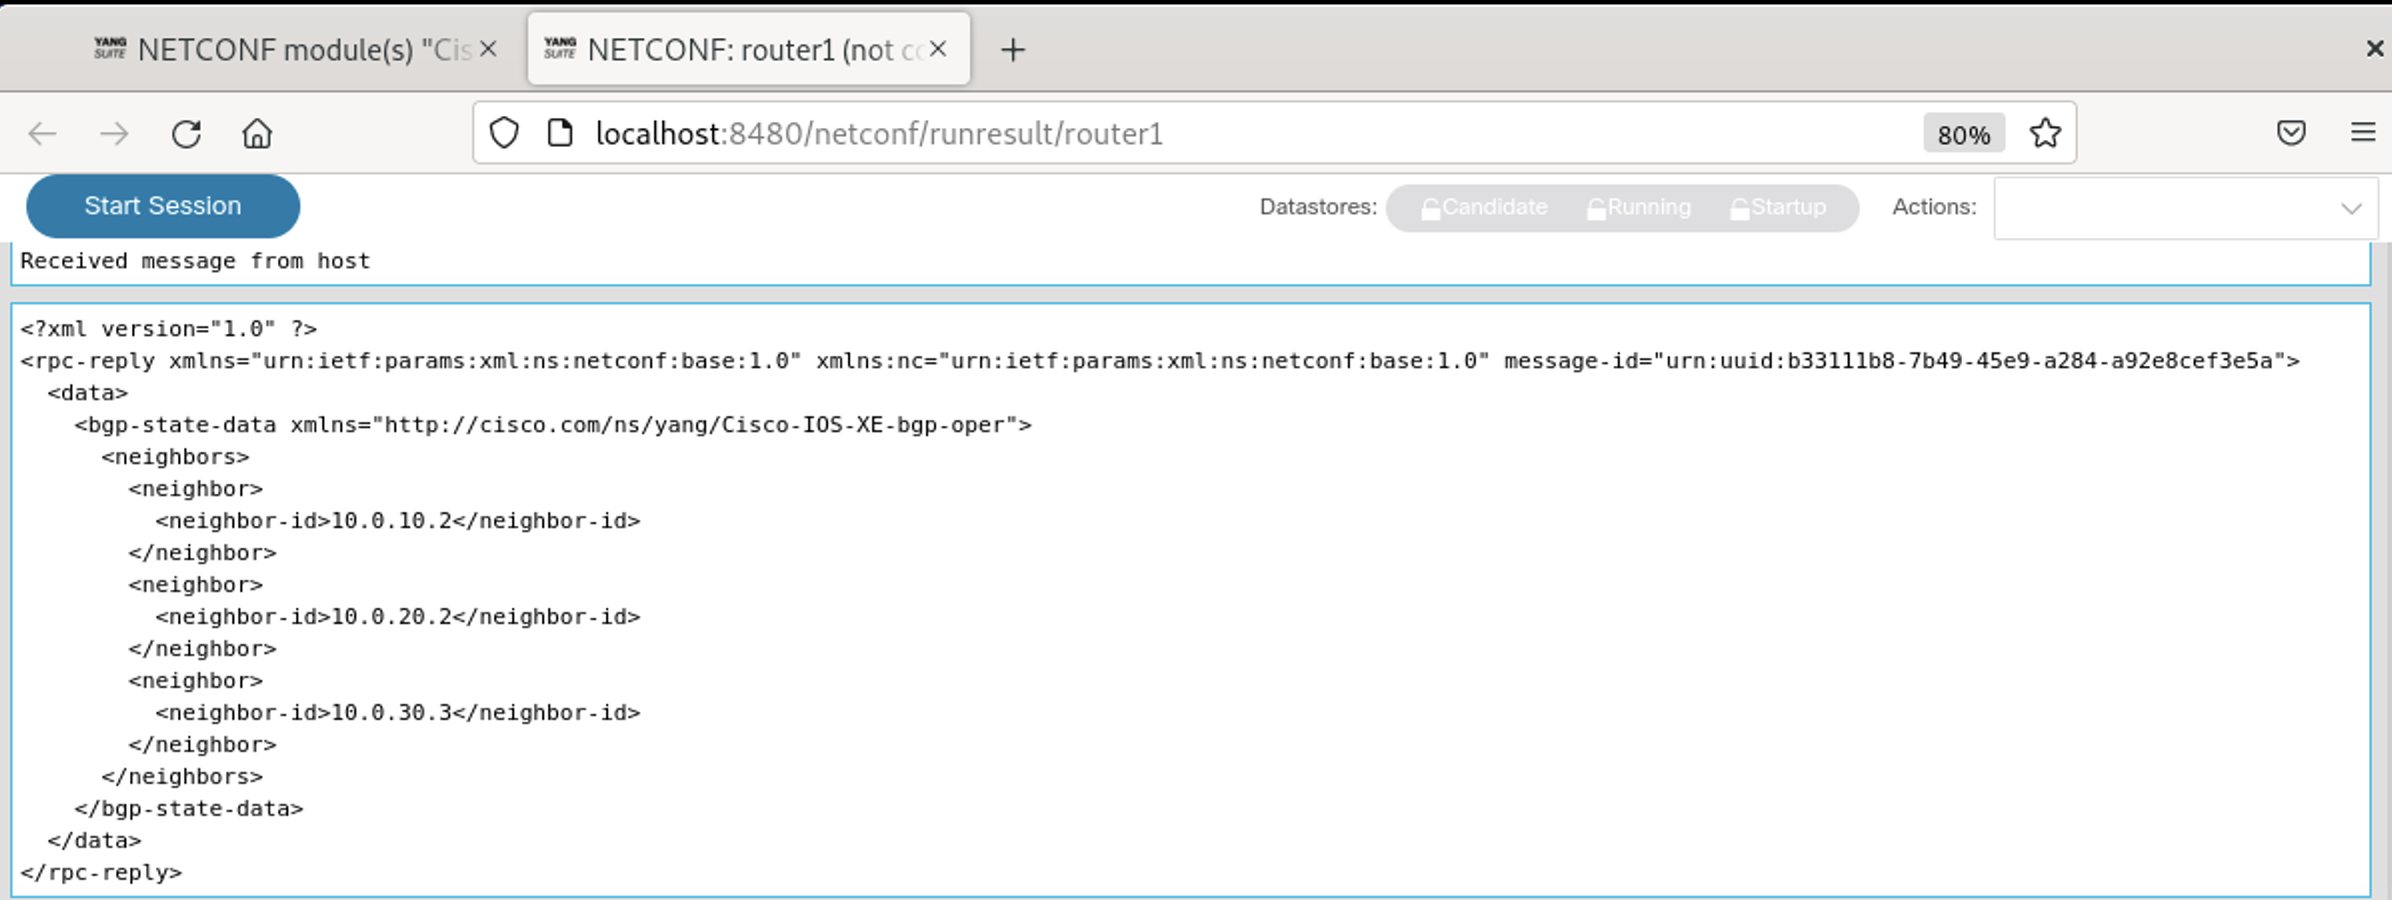 YANG SUITE NETCONF module(s) "Cis
YANG SUITE NETCONF: router1 (not co
localhost:8480/netconf/runresult/router1 80%
Start Session Datastores: Candidate Running Startup Actions:
Received message from host
<?xml version="1.0" ?>
<rpc-reply xmlns="urn:ietf:params:xml:ns:netconf:base:1.0" xmlns:nc="urn:ietf:params:xml:ns:netconf:base:1.0" message-id="urn:uuid:b33111b8-7b49-45e9-a284-a92e8cef3e5a">
  <data>
    <bgp-state-data xmlns="http://cisco.com/ns/yang/Cisco-IOS-XE-bgp-oper">
      <neighbors>
        <neighbor>
          <neighbor-id>10.0.10.2</neighbor-id>
        </neighbor>
        <neighbor>
          <neighbor-id>10.0.20.2</neighbor-id>
        </neighbor>
        <neighbor>
          <neighbor-id>10.0.30.3</neighbor-id>
        </neighbor>
      </neighbors>
    </bgp-state-data>
  </data>
</rpc-reply>